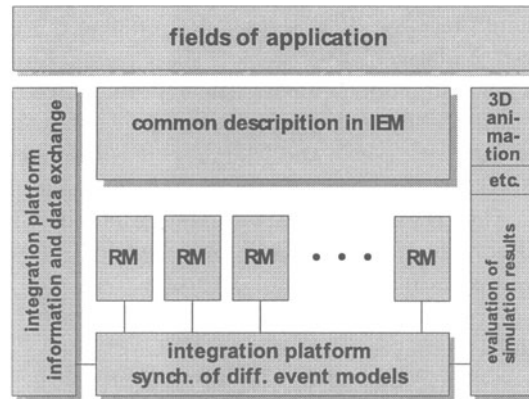 fields of application
integration platform
information and data exchange
common descripition in IEM
3D
ani-
ma-
tion
etc.
RM RM RM • • • RM
evaluation of
simulation results
integration platform
synch. of diff. event models